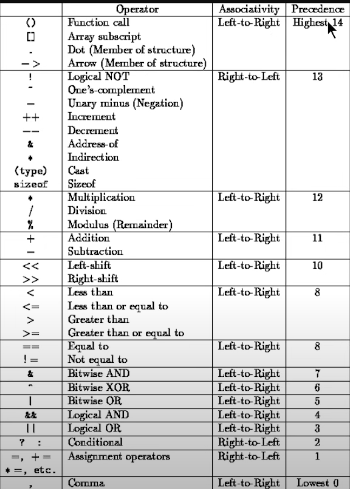 Operator Associativity Precedence
() Function call Left-to-Right Highest 14
[] Array subscript
. Dot (Member of structure)
-> Arrow (Member of structure)
! Logical NOT Right-to-Left 13
~ One's-complement
- Unary minus (Negation)
++ Increment
-- Decrement
& Address-of
* Indirection
(type) Cast
sizeof Sizeof
* Multiplication Left-to-Right 12
/ Division
% Modulus (Remainder)
+ Addition Left-to-Right 11
- Subtraction
<< Left-shift Left-to-Right 10
>> Right-shift
< Less than Left-to-Right 8
<= Less than or equal to
> Greater than
>= Greater than or equal to
== Equal to Left-to-Right 8
!= Not equal to
& Bitwise AND Left-to-Right 7
^ Bitwise XOR Left-to-Right 6
| Bitwise OR Left-to-Right 5
&& Logical AND Left-to-Right 4
|| Logical OR Left-to-Right 3
? : Conditional Right-to-Left 2
=, += Assignment operators Right-to-Left 1
*=, etc.
, Comma Left-to-Right Lowest 0